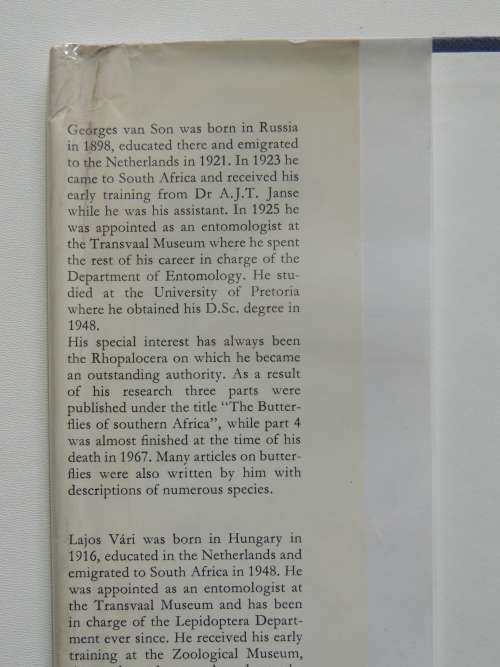 Georges van Son was born in Russia
in 1898, educated there and emigrated
to the Netherlands in 1921. In 1923 he
came to South Africa and received his
early training from Dr A.J.T. Janse
while he was his assistant. In 1925 he
was appointed as an entomologist at
the Transvaal Museum where he spent
the rest of his career in charge of the
Department of Entomology. He stu-
died at the University of Pretoria
where he obtained his D.Sc. degree in
1948.
His special interest has always been
the Rhopalocera on which he became
an outstanding authority. As a result
of his research three parts were
published under the title "The Butter-
flies of southern Africa", while part 4
was almost finished at the time of his
death in 1967. Many articles on butter-
flies were also written by him with
descriptions of numerous species.
Lajos Vári was born in Hungary in
1916, educated in the Netherlands and
emigrated to South Africa in 1948. He
was appointed as an entomologist at
the Transvaal Museum and has been
in charge of the Lepidoptera Depart-
ment ever since. He received his early
training at the Zoological Museum,